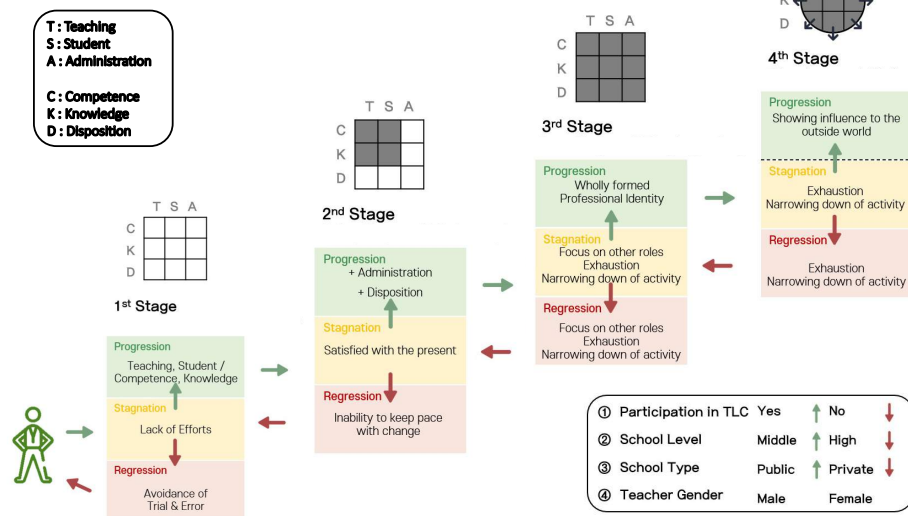 T : Teaching
S : Student
A : Administration
C : Competence
K : Knowledge
D : Disposition
T S A
C
K
D
1st Stage
Progression
Teaching, Student /
Competence, Knowledge
Stagnation
Lack of Efforts
Regression
Avoidance of
Trial & Error
T S A
C
K
D
2nd Stage
Progression
+ Administration
+ Disposition
Stagnation
Satisfied with the present
Regression
Inability to keep pace
with change
T S A
C
K
D
3rd Stage
Progression
Wholly formed
Professional Identity
Stagnation
Focus on other roles
Exhaustion
Narrowing down of activity
Regression
Focus on other roles
Exhaustion
Narrowing down of activity
K
D
4th Stage
Progression
Showing influence to the
outside world
Stagnation
Exhaustion
Narrowing down of activity
Regression
Exhaustion
Narrowing down of activity
① Participation in TLC Yes No
② School Level Middle High
③ School Type Public Private
④ Teacher Gender Male Female